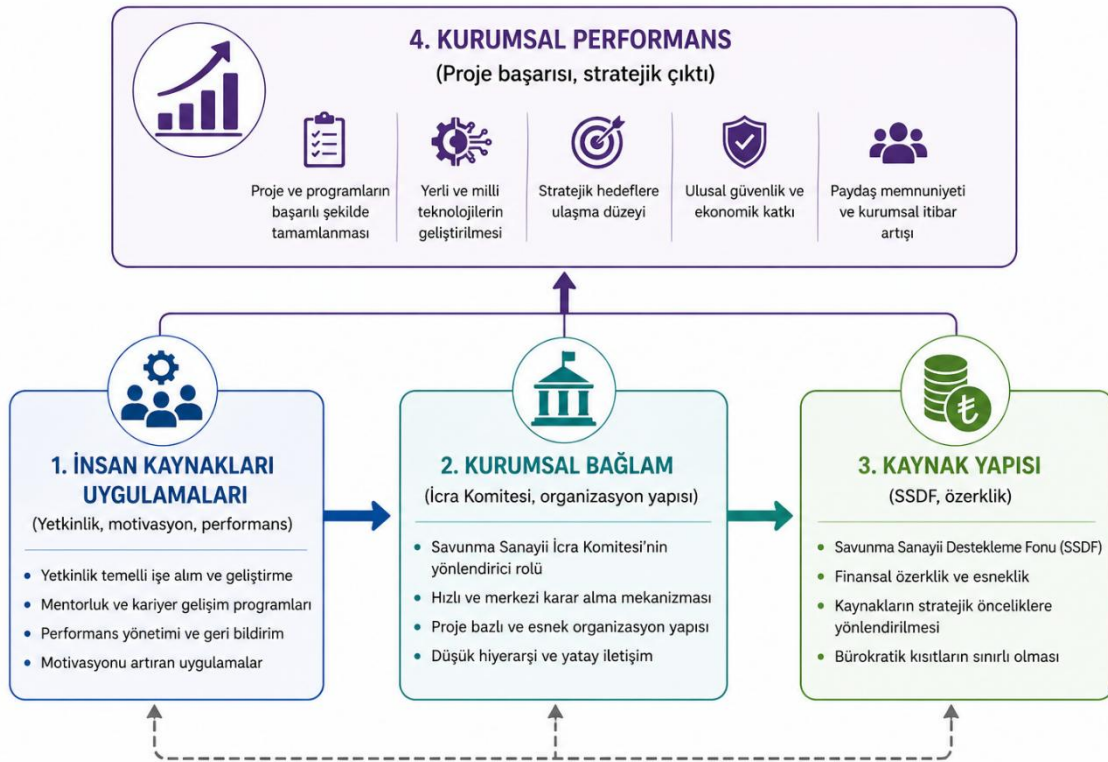 4. KURUMSAL PERFORMANS
(Proje başarısı, stratejik çıktı)
Proje ve programların
başarılı şekilde
tamamlanması
Yerli ve milli
teknolojilerin
geliştirilmesi
Stratejik hedeflere
ulaşma düzeyi
Ulusal güvenlik ve
ekonomik katkı
Paydaş memnuniyeti
ve kurumsal itibar
artışı
1. İNSAN KAYNAKLARI
UYGULAMALARI
(Yetkinlik, motivasyon, performans)
• Yetkinlik temelli işe alım ve geliştirme
• Mentorluk ve kariyer gelişim programları
• Performans yönetimi ve geri bildirim
• Motivasyonu artıran uygulamalar
2. KURUMSAL BAĞLAM
(İcra Komitesi, organizasyon yapısı)
• Savunma Sanayii İcra Komitesi'nin
yönlendirici rolü
• Hızlı ve merkezi karar alma mekanizması
• Proje bazlı ve esnek organizasyon yapısı
• Düşük hiyerarşi ve yatay iletişim
₺
3. KAYNAK YAPISI
(SSDF, özerklik)
• Savunma Sanayii Destekleme Fonu (SSDF)
• Finansal özerklik ve esneklik
• Kaynakların stratejik önceliklere
yönlendirilmesi
• Bürokratik kısıtların sınırlı olması